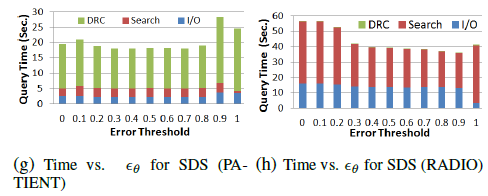 DRC Search I/O
Query Time (Sec.)
30
25
20
15
10
5
0
0 0.1 0.2 0.3 0.4 0.5 0.6 0.7 0.8 0.9 1
Error Threshold
DRC Search I/O
Query Time (Sec.)
60
50
40
30
20
10
0
0 0.1 0.2 0.3 0.4 0.5 0.6 0.7 0.8 0.9 1
Error Threshold
(g) Time vs. ϵθ for SDS (PA-
TIENT)
(h) Time vs. ϵθ for SDS (RADIO)